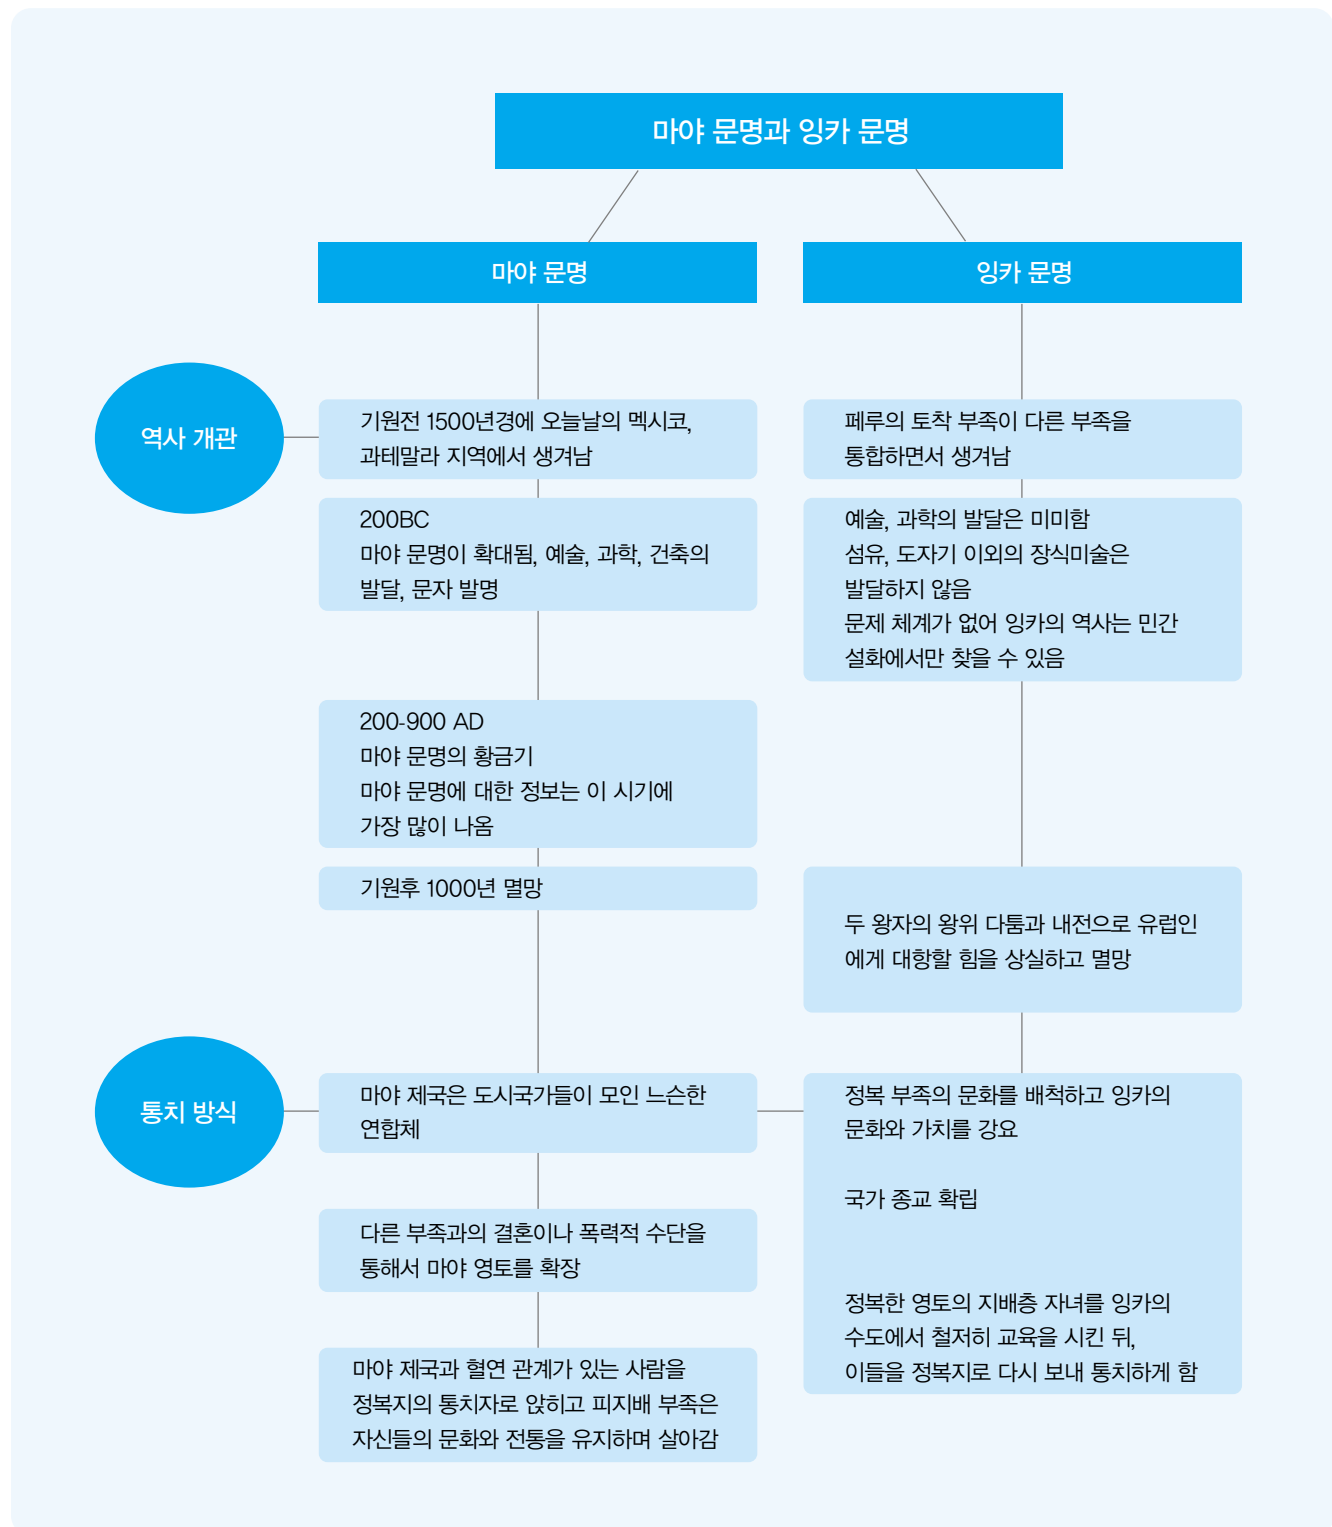 마야 문명과 잉카 문명
마야 문명
잉카 문명
역사 개관
기원전 1500년경에 오늘날의 멕시코,
과테말라 지역에서 생겨남
페루의 토착 부족이 다른 부족을
통합하면서 생겨남
200BC
마야 문명이 확대됨, 예술, 과학, 건축의
발달, 문자 발명
예술, 과학의 발달은 미미함
섬유, 도자기 이외의 장식미술은
발달하지 않음
문제 체계가 없어 잉카의 역사는 민간
설화에서만 찾을 수 있음
200-900 AD
마야 문명의 황금기
마야 문명에 대한 정보는 이 시기에
가장 많이 나옴
기원후 1000년 멸망
두 왕자의 왕위 다툼과 내전으로 유럽인
에게 대항할 힘을 상실하고 멸망
통치 방식
마야 제국은 도시국가들이 모인 느슨한
연합체
다른 부족과의 결혼이나 폭력적 수단을
통해서 마야 영토를 확장
마야 제국과 혈연 관계가 있는 사람을
정복지의 통치자로 앉히고 피지배 부족은
자신들의 문화와 전통을 유지하며 살아감
정복 부족의 문화를 배척하고 잉카의
문화와 가치를 강요
국가 종교 확립
정복한 영토의 지배층 자녀를 잉카의
수도에서 철저히 교육을 시킨 뒤,
이들을 정복지로 다시 보내 통치하게 함